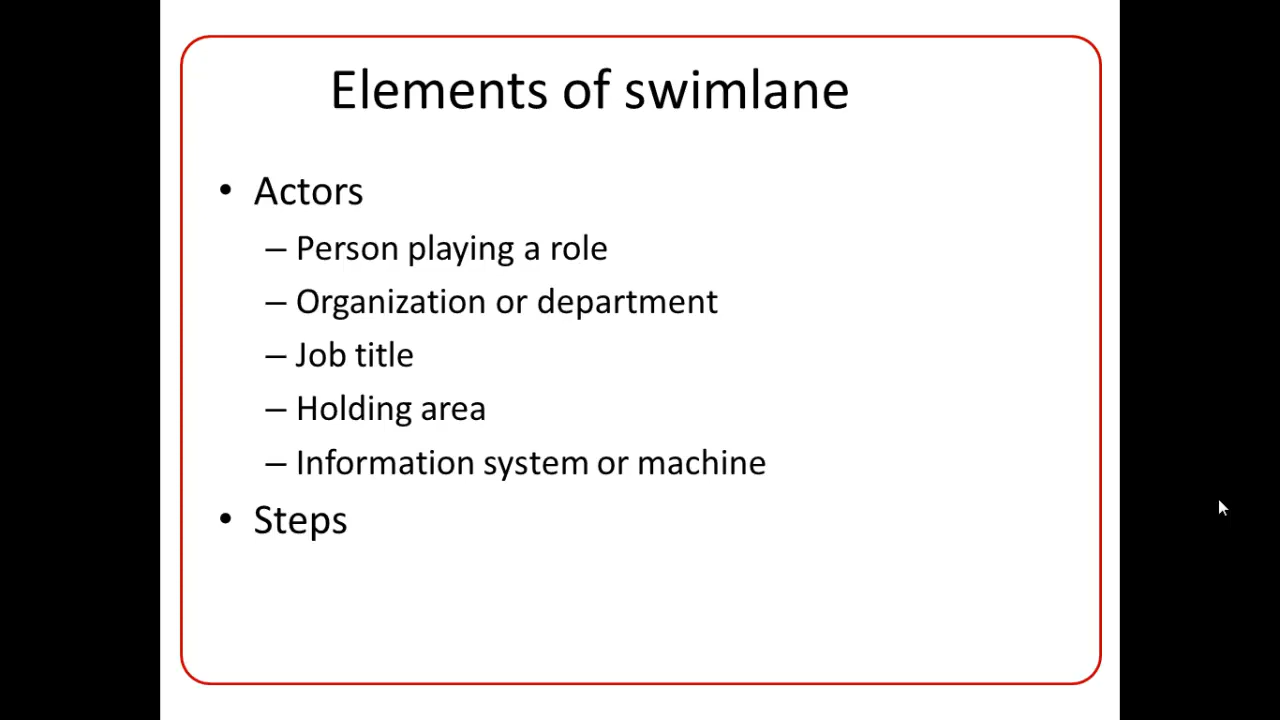 Elements of swimlane
• Actors
– Person playing a role
– Organization or department
– Job title
– Holding area
– Information system or machine
• Steps